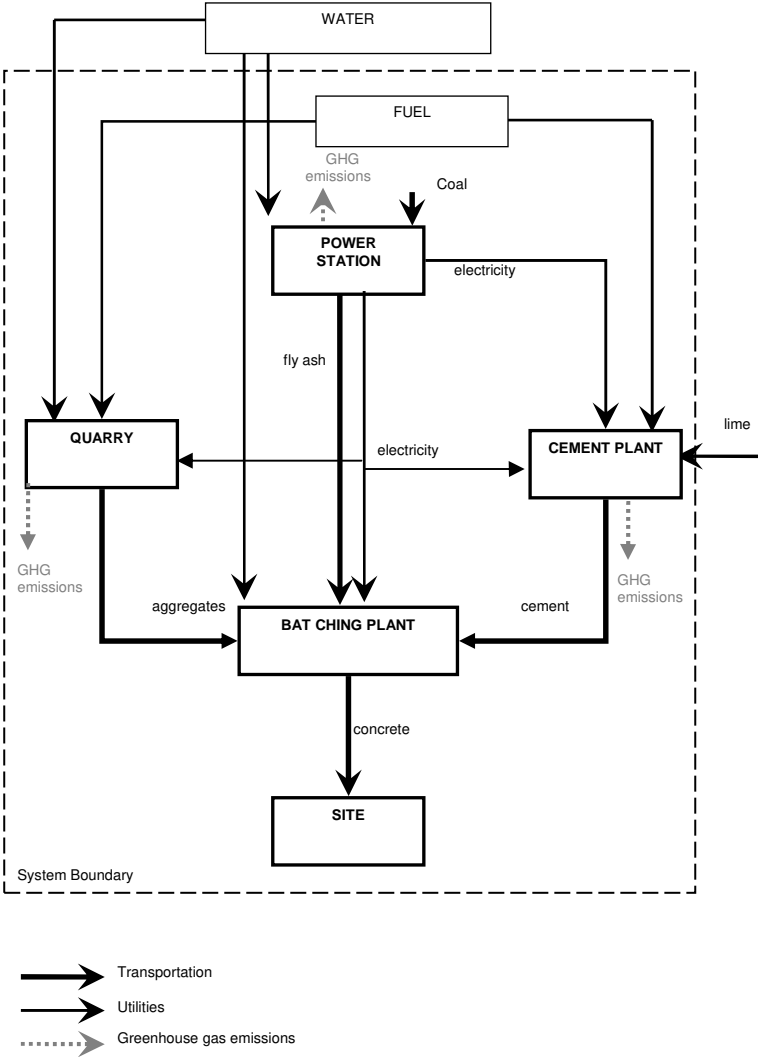 WATER
FUEL
GHG
emissions
Coal
POWER
STATION
electricity
fly ash
QUARRY
electricity
CEMENT PLANT
lime
GHG
emissions
GHG
emissions
aggregates
cement
BAT CHING PLANT
concrete
SITE
System Boundary
Transportation
Utilities
Greenhouse gas emissions